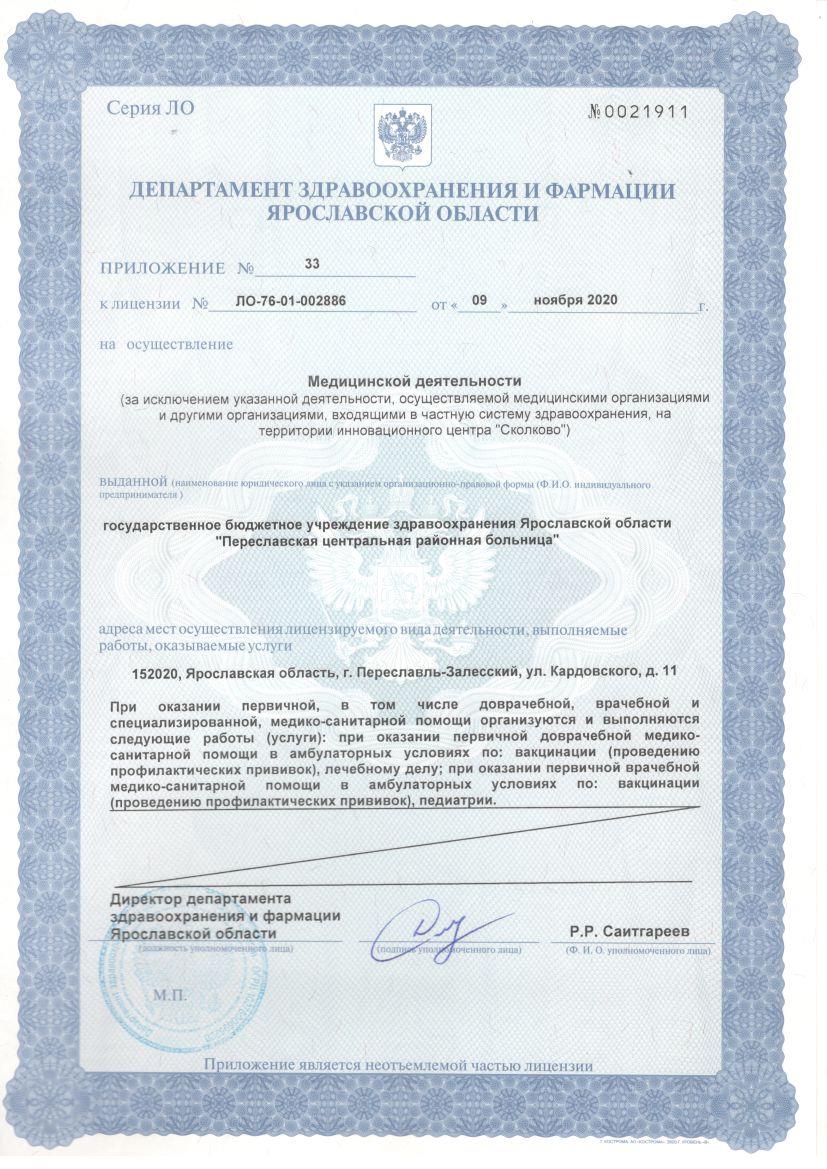 Серия ЛО
№ 0021911
ДЕПАРТАМЕНТ ЗДРАВООХРАНЕНИЯ И ФАРМАЦИИ
ЯРОСЛАВСКОЙ ОБЛАСТИ
ПРИЛОЖЕНИЕ № 33
к лицензии № ЛО-76-01-002886 от « 09 » ноября 2020 г.
на осуществление
Медицинской деятельности
(за исключением указанной деятельности, осуществляемой медицинскими организациями
и другими организациями, входящими в частную систему здравоохранения, на
территории инновационного центра "Сколково")
выданной (наименование юридического лица с указанием организационно-правовой формы (Ф.И.О. индивидуального
предпринимателя )
государственное бюджетное учреждение здравоохранения Ярославской области
"Переславская центральная районная больница"
адреса мест осуществления лицензируемого вида деятельности, выполняемые
работы, оказываемые услуги
152020, Ярославская область, г. Переславль-Залесский, ул. Кардовского, д. 11
При оказании первичной, в том числе доврачебной, врачебной и
специализированной, медико-санитарной помощи организуются и выполняются
следующие работы (услуги): при оказании первичной доврачебной медико-
санитарной помощи в амбулаторных условиях по: вакцинации (проведению
профилактических прививок), лечебному делу; при оказании первичной врачебной
медико-санитарной помощи в амбулаторных условиях по: вакцинации
(проведению профилактических прививок), педиатрии.
Директор департамента
здравоохранения и фармации
Ярославской области
Р.Р. Саитгареев
(должность уполномоченного лица)
(подпись уполномоченного лица)
(Ф. И. О. уполномоченного лица)
М.П.
Приложение является неотъемлемой частью лицензии